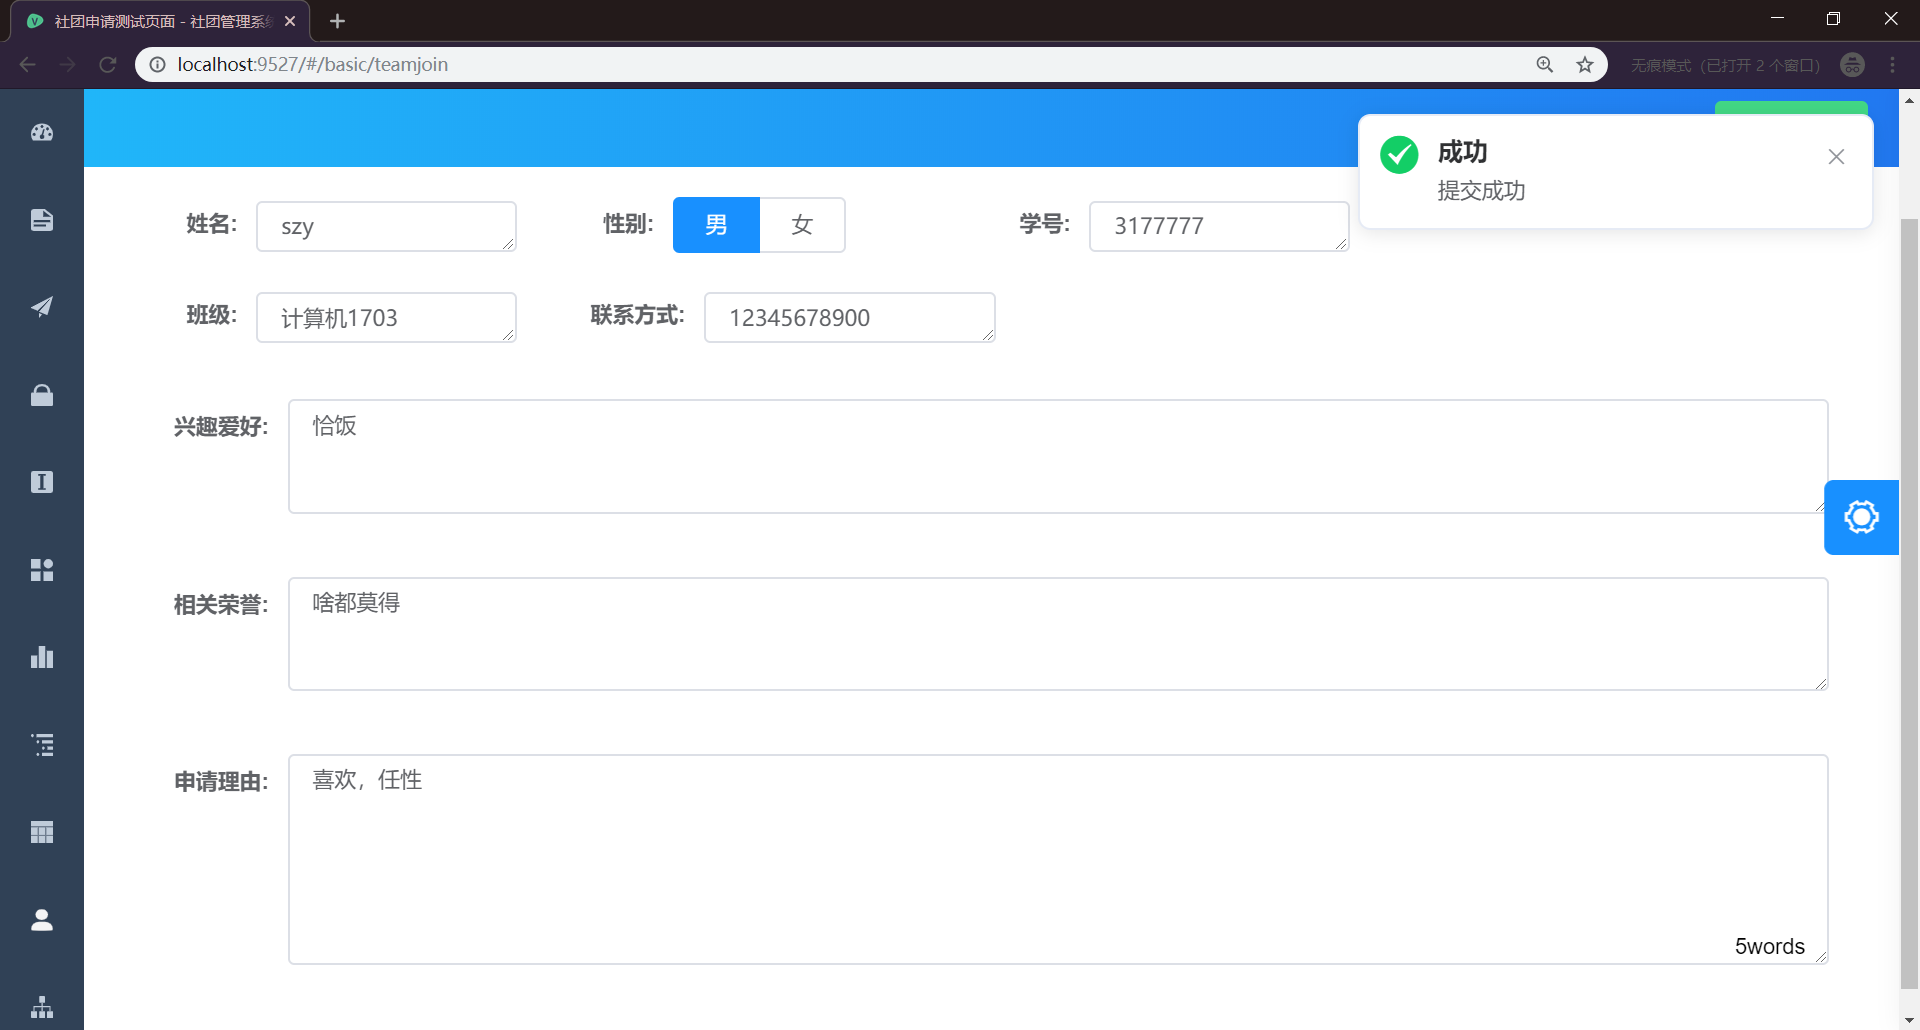 社团申请测试页面 - 社团管理系统
localhost:9527/#/basic/teamjoin
无痕模式（已打开 2 个窗口）
成功
提交成功
姓名: szy 性别: 男 女 学号: 3177777
班级: 计算机1703 联系方式: 12345678900
兴趣爱好: 恰饭
相关荣誉: 啥都莫得
申请理由: 喜欢，任性
5words